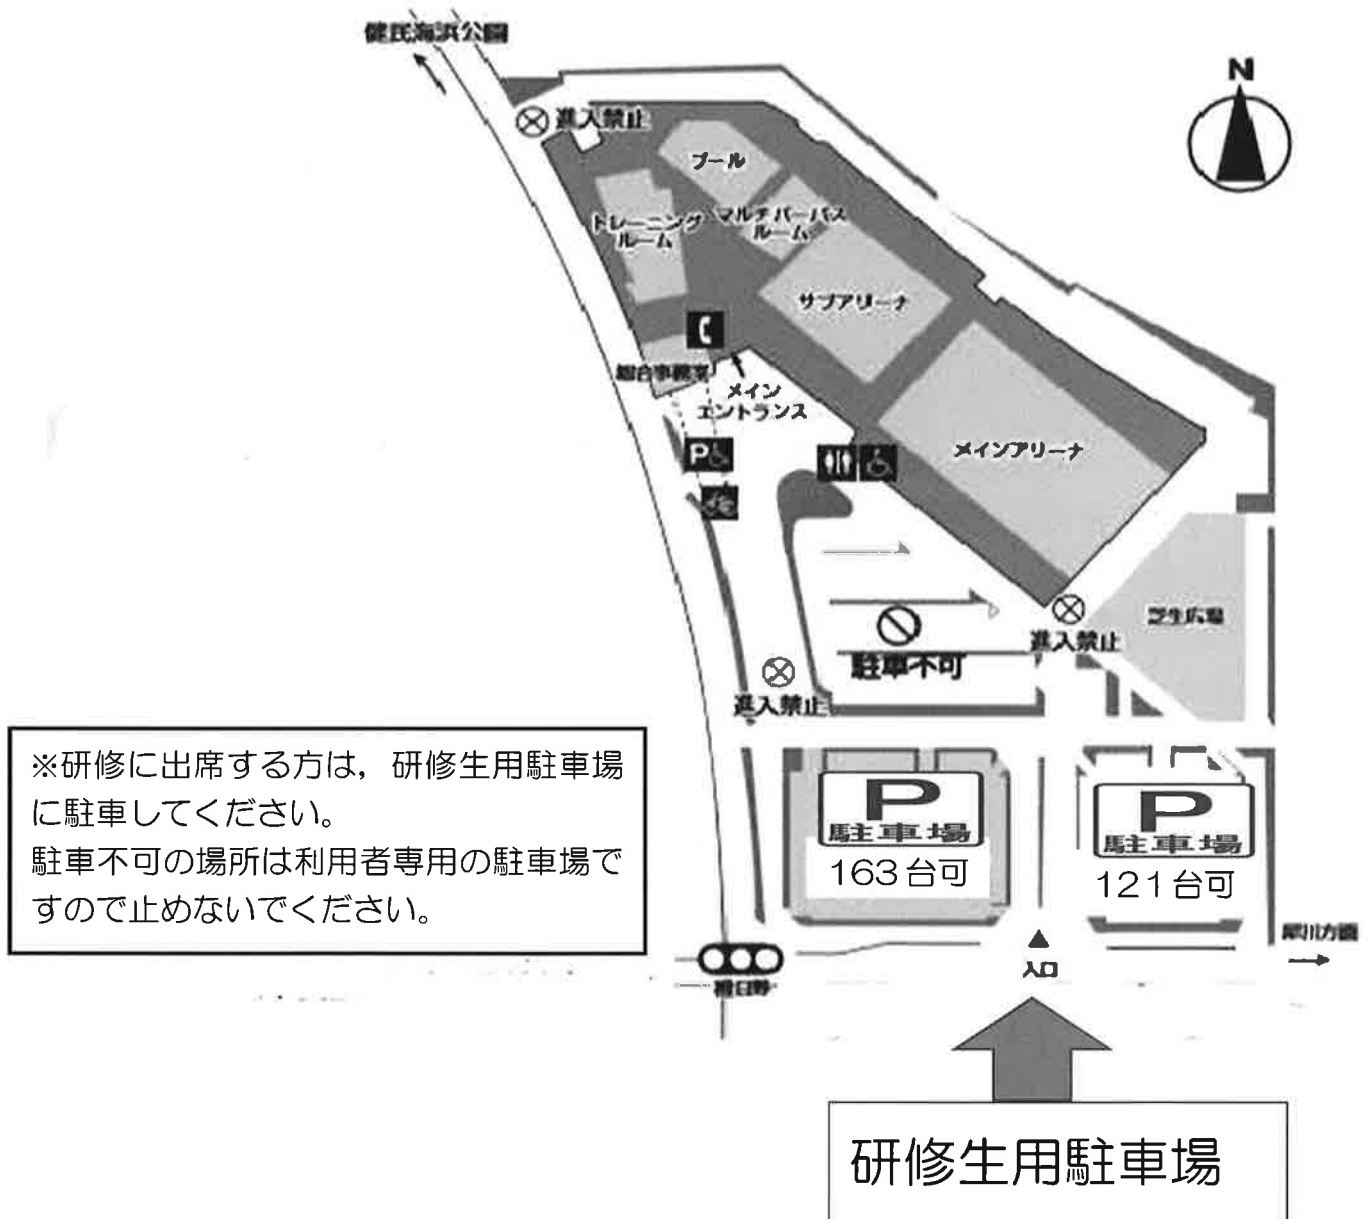 健民海浜公園
N
進入禁止
プール
トレーニング
ルーム
マルチパーパス
ルーム
サブアリーナ
総合事務室
メイン
エントランス
メインアリーナ
P
芝生広場
進入禁止
駐車不可
進入禁止
※研修に出席する方は，研修生用駐車場
に駐車してください。
駐車不可の場所は利用者専用の駐車場で
すので止めないでください。
P
駐車場
163台可
P
駐車場
121台可
犀川方面
入口
研修生用駐車場